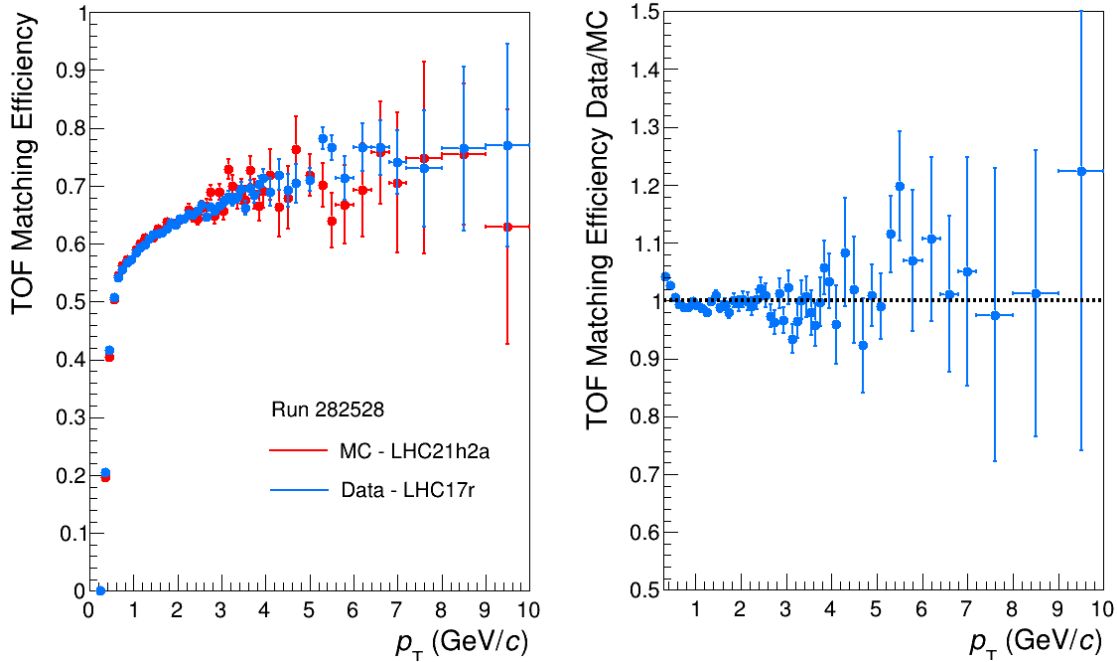 TOF Matching Efficiency
1
0.9
0.8
0.7
0.6
0.5
0.4
0.3
0.2
0.1
0
Run 282528
MC - LHC21h2a
Data - LHC17r
0 1 2 3 4 5 6 7 8 9 10
p_T (GeV/c)
TOF Matching Efficiency Data/MC
1.5
1.4
1.3
1.2
1.1
1
0.9
0.8
0.7
0.6
0.5
1 2 3 4 5 6 7 8 9 10
p_T (GeV/c)